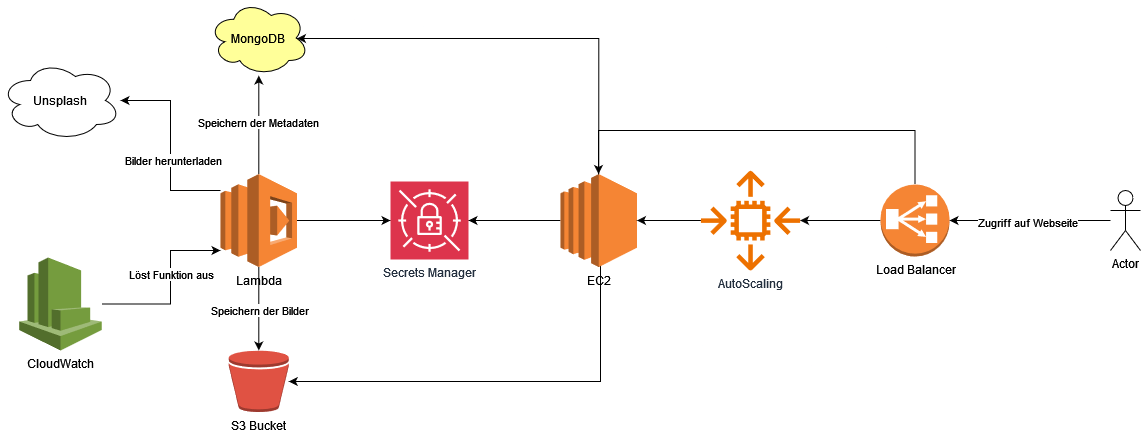 MongoDB
Unsplash
Speichern der Metadaten
Bilder herunterladen
Zugriff auf Webseite
Actor
Load Balancer
AutoScaling
EC2
Secrets Manager
Lambda
Löst Funktion aus
Speichern der Bilder
CloudWatch
S3 Bucket